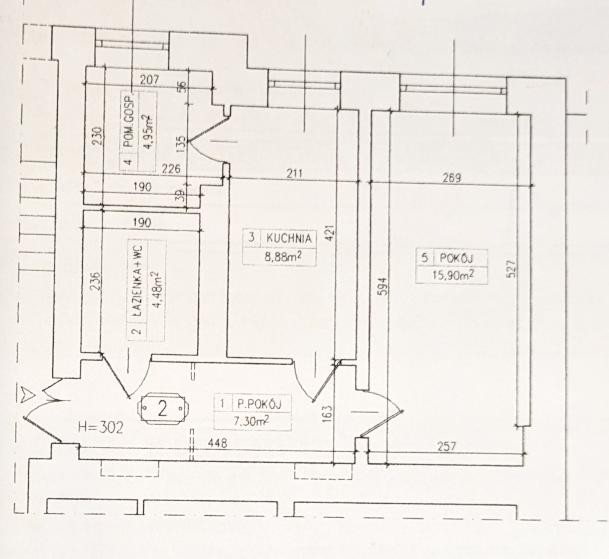 207
56
4 POM.GOSP.
4.95m²
230
135
226
190
39
211
269
190
3 KUCHNIA
8,88m²
421
5 POKÓJ
15,90m²
527
594
236
2 ŁAZIENKA+WC
4.48m²
2
1 P.POKÓJ
7.30m²
H=302
163
448
257